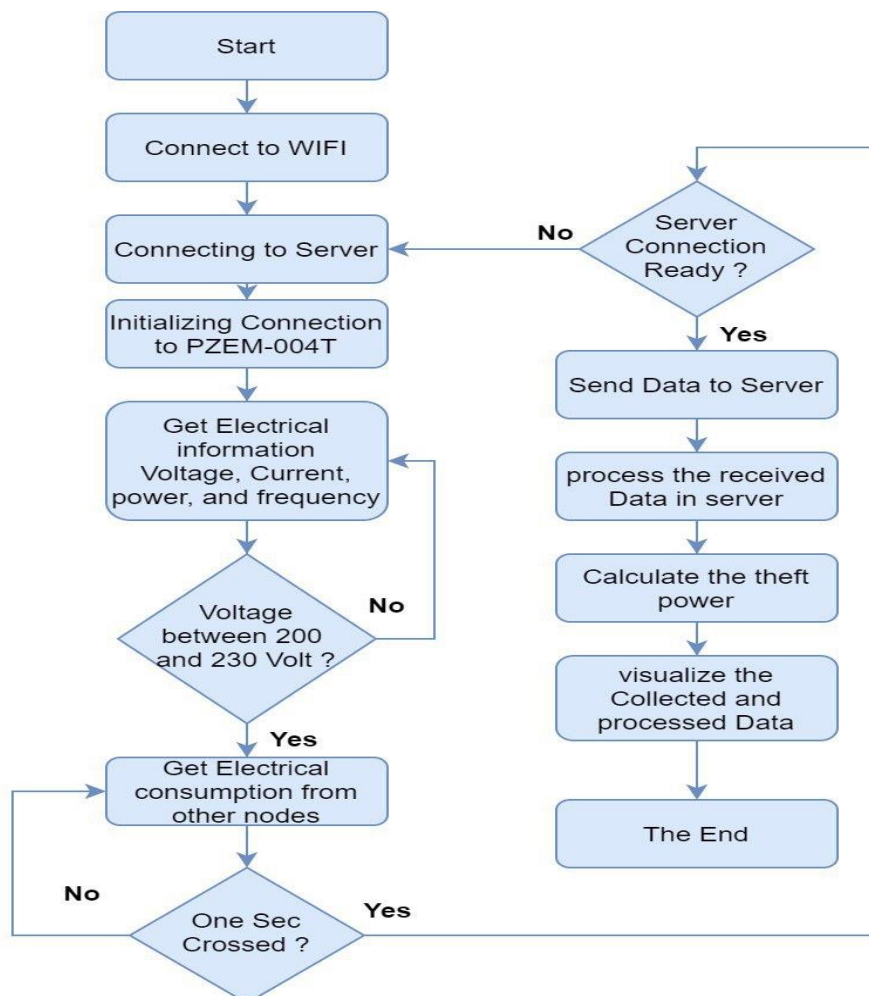 Start
Connect to WIFI
Connecting to Server
Initializing Connection
to PZEM-004T
Get Electrical
information
Voltage, Current,
power, and frequency
Voltage
between 200
and 230 Volt ?
No
Yes
Get Electrical
consumption from
other nodes
One Sec
Crossed ?
No
Yes
Server
Connection
Ready ?
No
Yes
Send Data to Server
process the received
Data in server
Calculate the theft
power
visualize the
Collected and
processed Data
The End